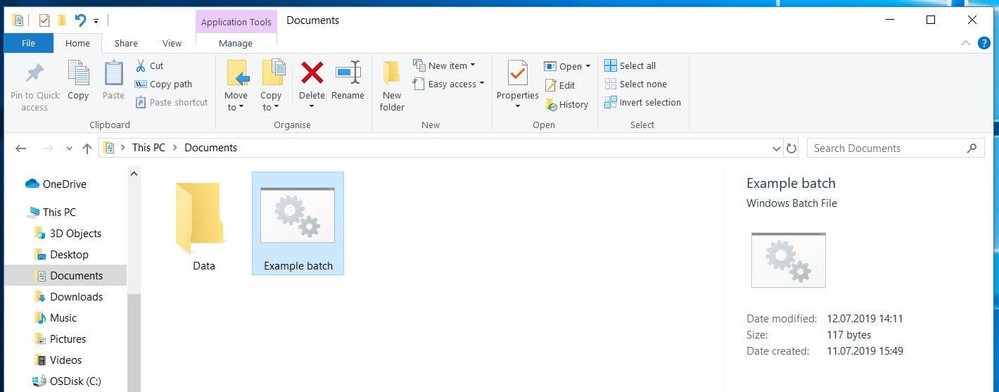 Application Tools Documents
File Home Share View Manage
Pin to Quick access
Copy
Paste
Cut
Copy path
Paste shortcut
Clipboard
Move to
Copy to
Delete
Rename
Organise
New folder
New item
Easy access
New
Properties
Open
Edit
History
Open
Select all
Select none
Invert selection
Select
This PC > Documents
Search Documents
OneDrive
This PC
3D Objects
Desktop
Documents
Downloads
Music
Pictures
Videos
OSDisk (C:)
Data
Example batch
Example batch
Windows Batch File
Date modified: 12.07.2019 14:11
Size: 117 bytes
Date created: 11.07.2019 15:49